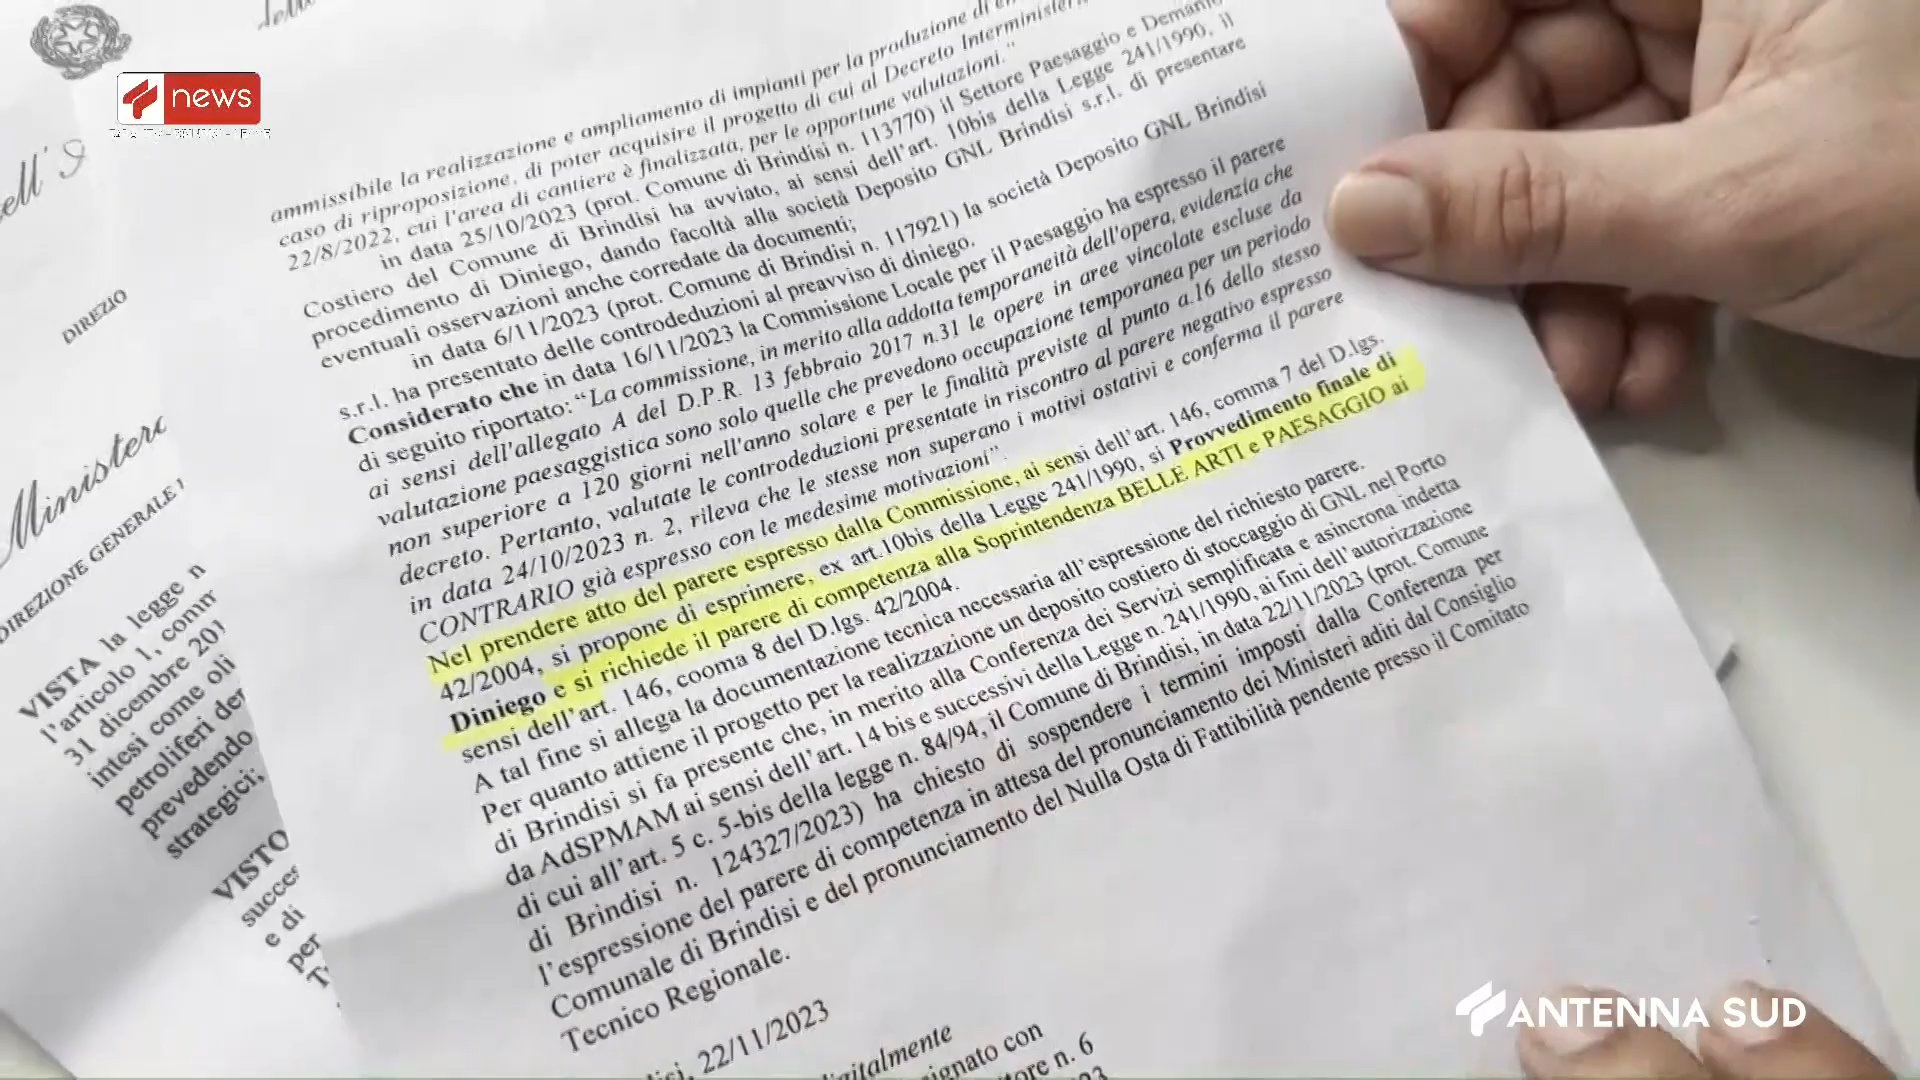 news
dell'
ell'
DIREZIO
Ministero
DIREZIONE GENERALE
VISTA la legge n
l'articolo 1, comm
31 dicembre 201
intesi come oli
petroliferi der
prevedendo
strategici;
VISTO
succes
e di
per
ammissibile la realizzazione e ampliamento di impianti per la produzione di
caso di riproposizione, di poter acquisire il progetto di cui al Decreto Interministeri
22/8/2022, cui l'area di cantiere è finalizzata, per le opportune valutazioni."
in data 25/10/2023 (prot. Comune di Brindisi n. 113770) il Settore Paesaggio e Demanio
Costiero del Comune di Brindisi ha avviato, ai sensi dell'art. 10bis della Legge 241/1990, il
procedimento di Diniego, dando facoltà alla società Deposito GNL Brindisi s.r.l. di presentare
eventuali osservazioni anche corredate da documenti;
in data 6/11/2023 (prot. Comune di Brindisi n. 117921) la società Deposito GNL Brindisi
s.r.l. ha presentato delle controdeduzioni al preavviso di diniego.
Considerato che in data 16/11/2023 la Commissione Locale per il Paesaggio ha espresso il parere
di seguito riportato: "La commissione, in merito alla addotta temporaneità dell'opera, evidenzia che
ai sensi dell'allegato A del D.P.R. 13 febbraio 2017 n.31 le opere in aree vincolate escluse da
valutazione paesaggistica sono solo quelle che prevedono occupazione temporanea per un periodo
non superiore a 120 giorni nell'anno solare e per le finalità previste al punto a.16 dello stesso
decreto. Pertanto, valutate le controdeduzioni presentate in riscontro al parere negativo espresso
in data 24/10/2023 n. 2, rileva che le stesse non superano i motivi ostativi e conferma il parere
CONTRARIO già espresso con le medesime motivazioni".
Nel prendere atto del parere espresso dalla Commissione, ai sensi dell'art. 146, comma 7 del D.lgs.
42/2004, si propone di esprimere, ex art.10bis della Legge 241/1990, si Provvedimento finale di
Diniego e si richiede il parere di competenza alla Soprintendenza BELLE ARTI e PAESAGGIO ai
sensi dell'art. 146, cooma 8 del D.lgs. 42/2004.
A tal fine si allega la documentazione tecnica necessaria all'espressione del richiesto parere.
Per quanto attiene il progetto per la realizzazione un deposito costiero di stoccaggio di GNL nel Porto
di Brindisi si fa presente che, in merito alla Conferenza dei Servizi semplificata e asincrona indetta
da AdSPMAM ai sensi dell'art. 14 bis e successivi della Legge n. 241/1990, ai fini dell'autorizzazione
di cui all'art. 5 c. 5-bis della legge n. 84/94, il Comune di Brindisi, in data 22/11/2023 (prot. Comune
di Brindisi n. 124327/2023) ha chiesto di sospendere i termini imposti dalla Conferenza per
l'espressione del parere di competenza in attesa del pronunciamento dei Ministeri aditi dal Consiglio
Comunale di Brindisi e del pronunciamento del Nulla Osta di Fattibilità pendente presso il Comitato
Tecnico Regionale.
disi, 22/11/2023
digitalmente
signato con
tore n. 6
ANTENNA SUD